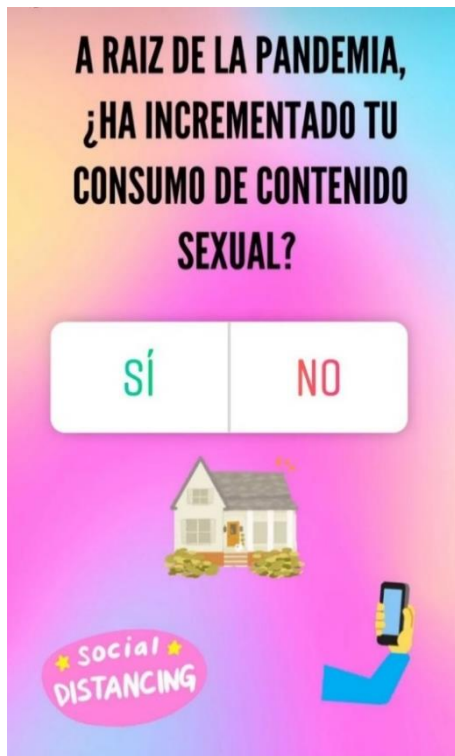 A RAIZ DE LA PANDEMIA,
¿HA INCREMENTADO TU
CONSUMO DE CONTENIDO
SEXUAL?
SÍ
NO
social
DISTANCING